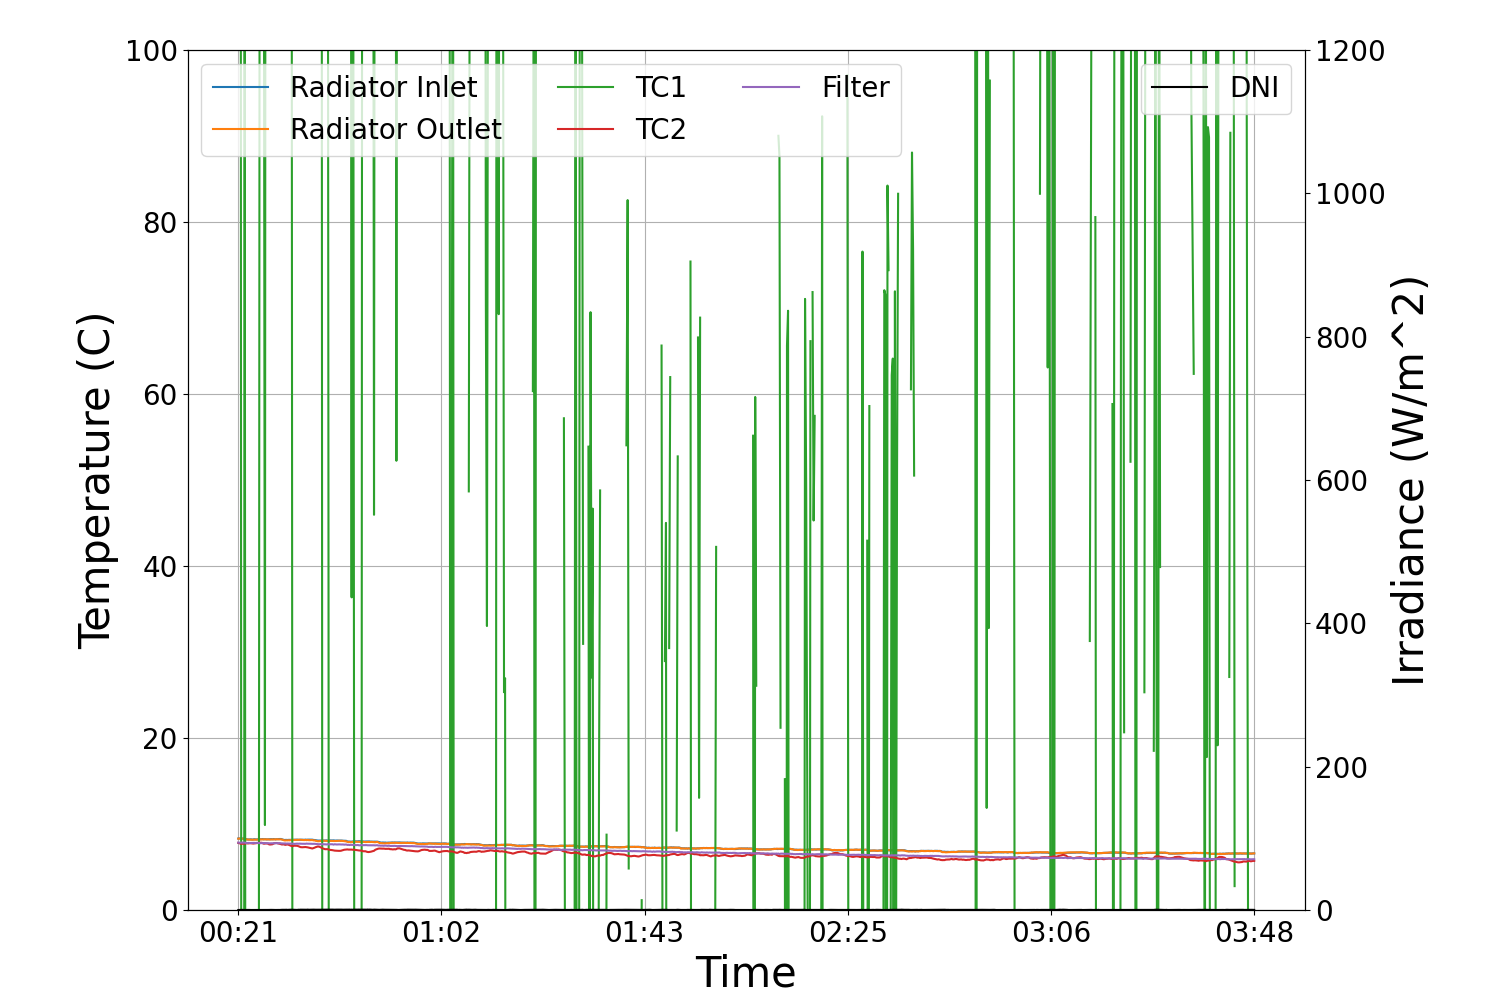 100
80
60
40
20
0
Temperature (C)
Radiator Inlet
Radiator Outlet
TC1
TC2
Filter
DNI
1200
1000
800
600
400
200
0
Irradiance (W/m^2)
00:21
01:02
01:43
02:25
03:06
03:48
Time